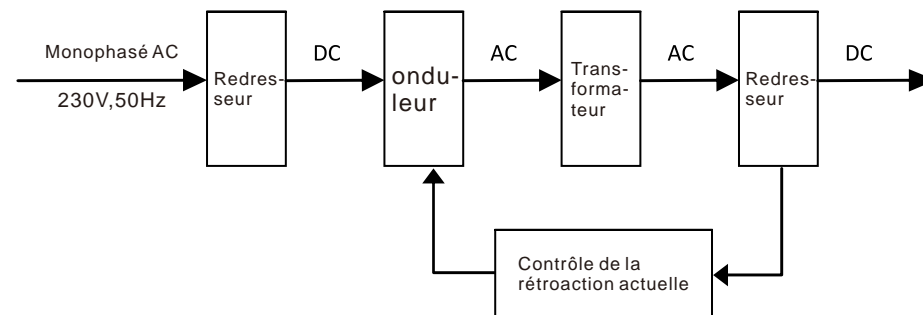 Monophasé AC
230V,50Hz
Redres-
seur
DC
ondu-
leur
AC
Trans-
forma-
teur
AC
Redres-
seur
DC
Contrôle de la
rétroaction actuelle